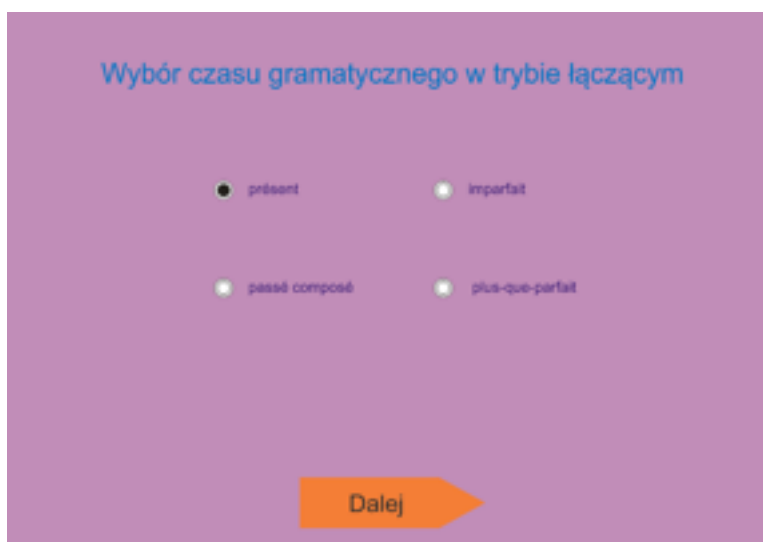 Wybór czasu gramatycznego w trybie łączącym
présent imparfait
passé composé plus-que-parfait
Dalej